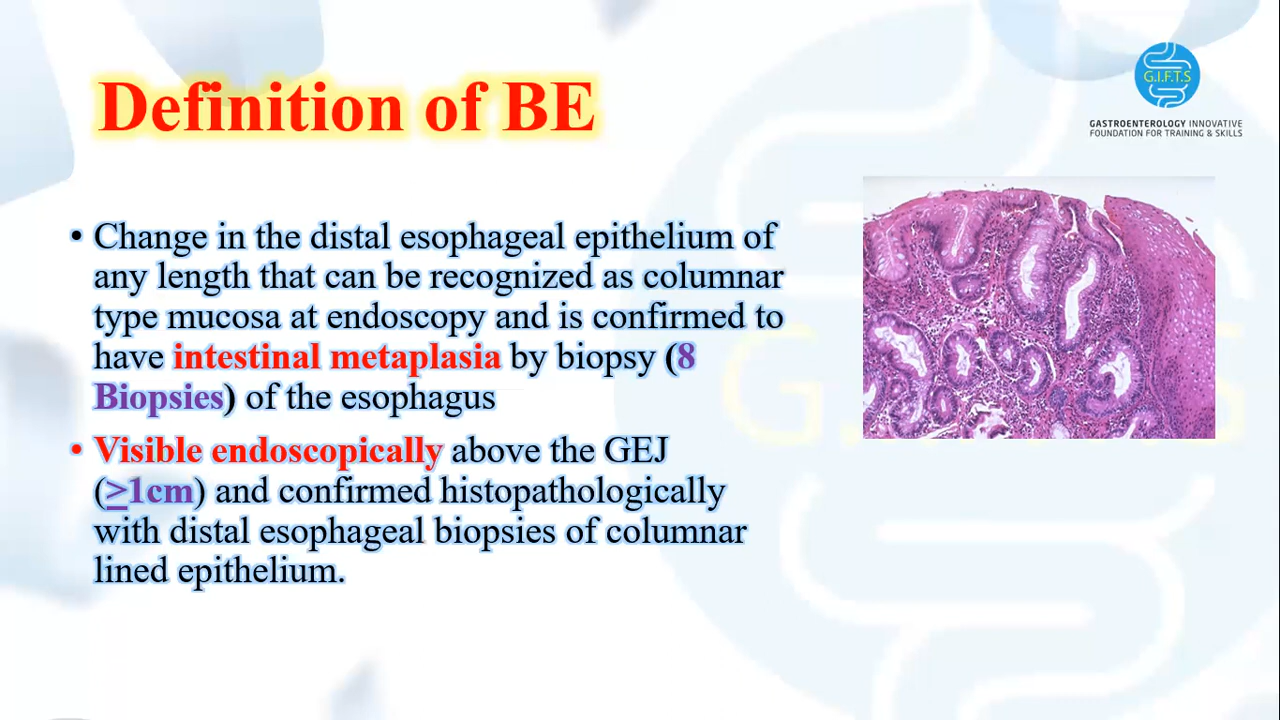 Definition of BE
G.I.F.T.S
GASTROENTEROLOGY INNOVATIVE
FOUNDATION FOR TRAINING & SKILLS
• Change in the distal esophageal epithelium of
any length that can be recognized as columnar
type mucosa at endoscopy and is confirmed to
have intestinal metaplasia by biopsy (8
Biopsies) of the esophagus
• Visible endoscopically above the GEJ
(≥1cm) and confirmed histopathologically
with distal esophageal biopsies of columnar
lined epithelium.